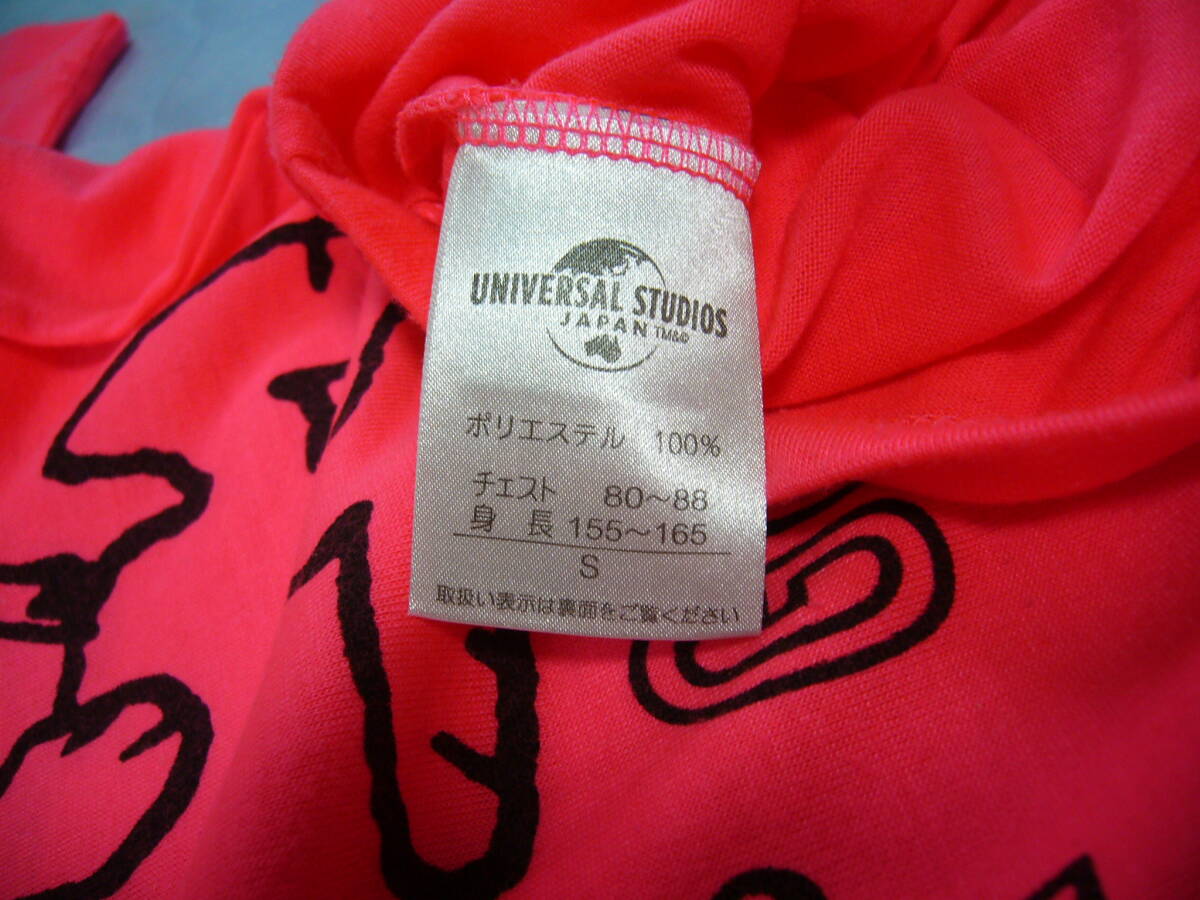 UNIVERSAL STUDIOS
JAPAN TM&©
ポリエステル 100%
チェスト 80～88
身長 155～165
S
取扱い表示は裏面をご覧ください